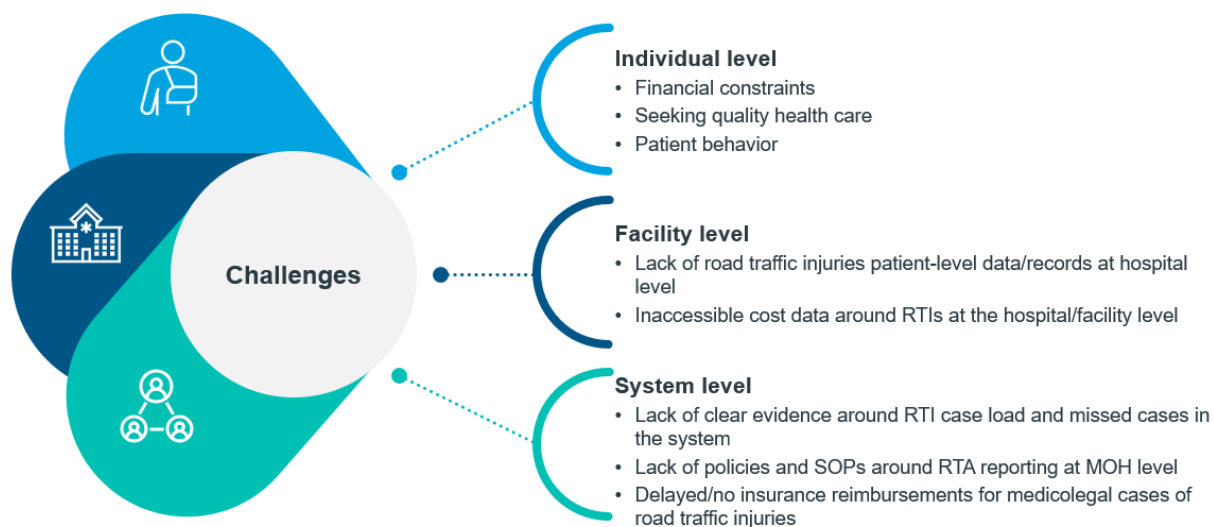 Challenges
Individual level
• Financial constraints
• Seeking quality health care
• Patient behavior
Facility level
• Lack of road traffic injuries patient-level data/records at hospital
level
• Inaccessible cost data around RTIs at the hospital/facility level
System level
• Lack of clear evidence around RTI case load and missed cases in
the system
• Lack of policies and SOPs around RTA reporting at MOH level
• Delayed/no insurance reimbursements for medicolegal cases of
road traffic injuries